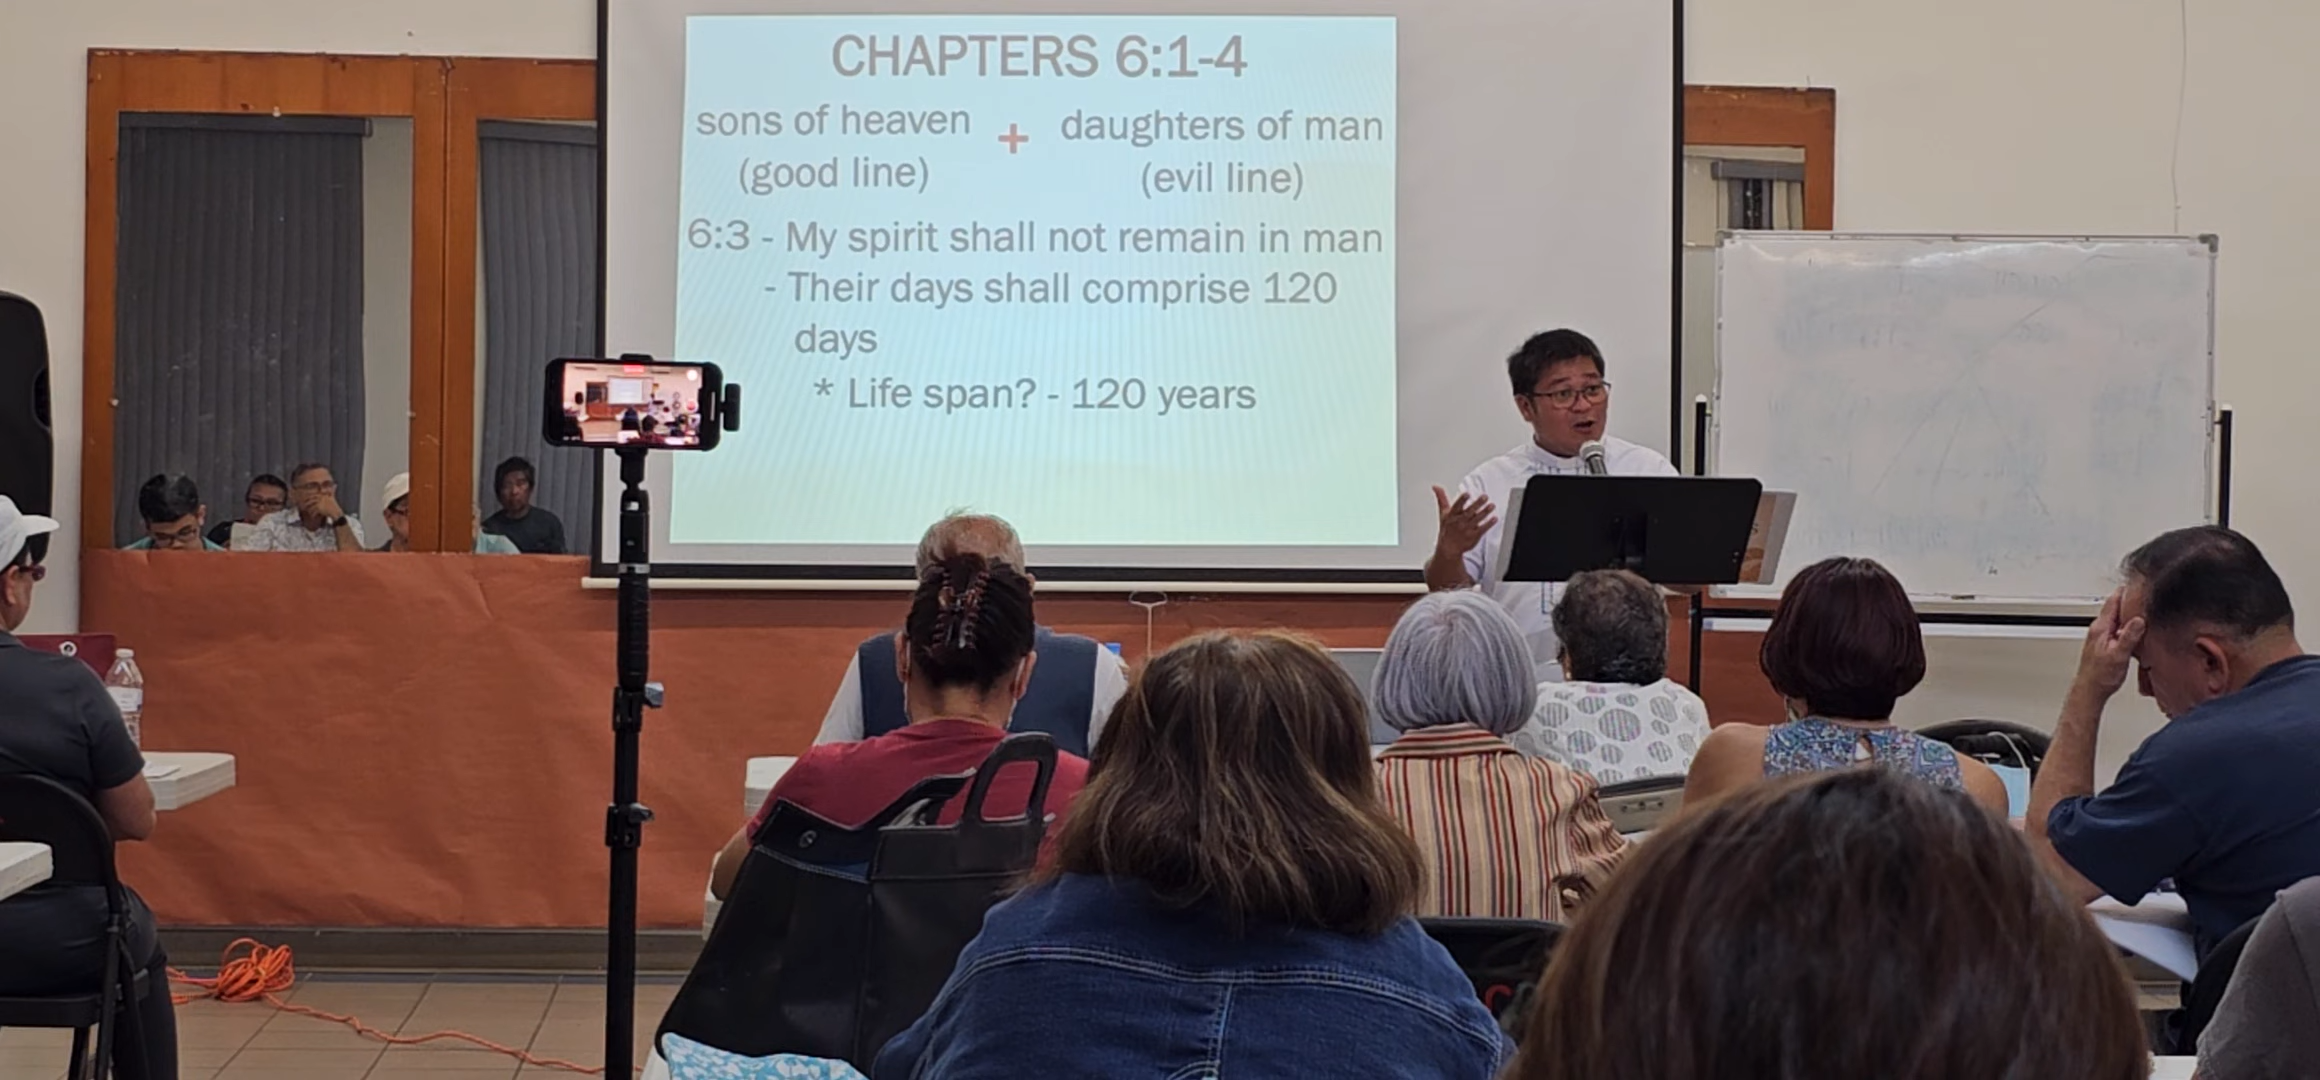 CHAPTERS 6:1-4
sons of heaven + daughters of man
(good line) (evil line)
6:3 - My spirit shall not remain in man
- Their days shall comprise 120
days
* Life span? - 120 years